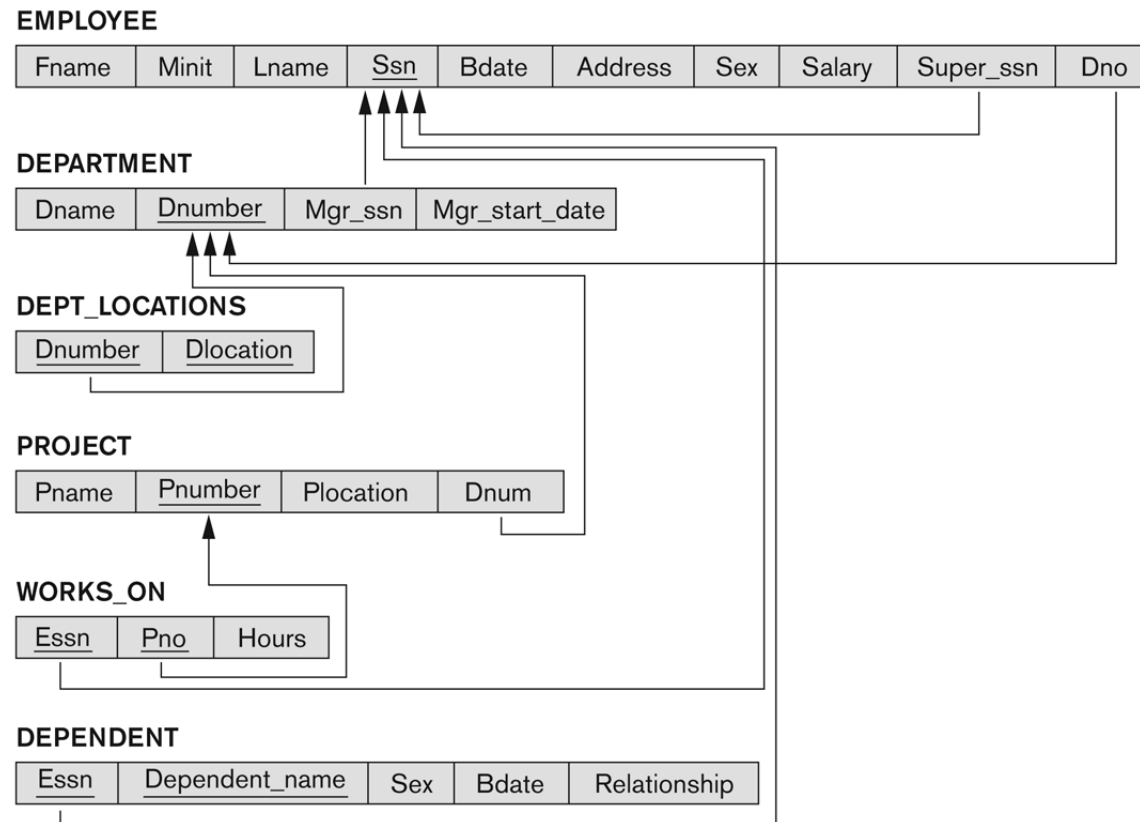 EMPLOYEE
Fname Minit Lname Ssn Bdate Address Sex Salary Super_ssn Dno
DEPARTMENT
Dname Dnumber Mgr_ssn Mgr_start_date
DEPT_LOCATIONS
Dnumber Dlocation
PROJECT
Pname Pnumber Plocation Dnum
WORKS_ON
Essn Pno Hours
DEPENDENT
Essn Dependent_name Sex Bdate Relationship